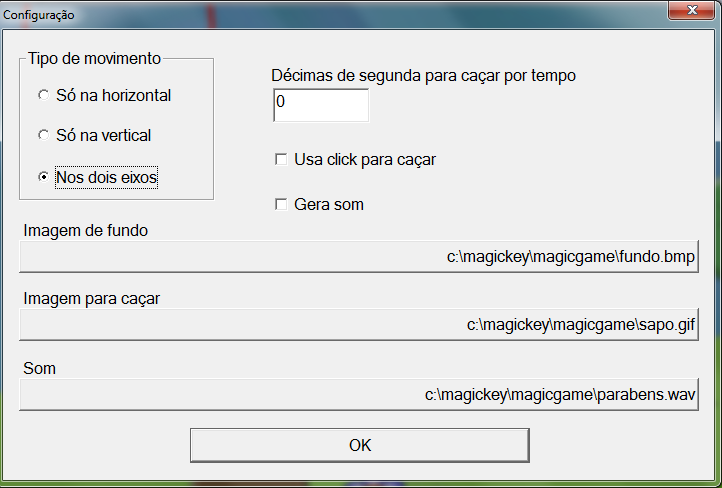 Configuração
Tipo de movimento
Só na horizontal
Só na vertical
Nos dois eixos
Décimas de segundo para caçar por tempo
0
Usa click para caçar
Gera som
Imagem de fundo
c:\magickey\magicgame\fundo.bmp
Imagem para caçar
c:\magickey\magicgame\sapo.gif
Som
c:\magickey\magicgame\parabens.wav
OK